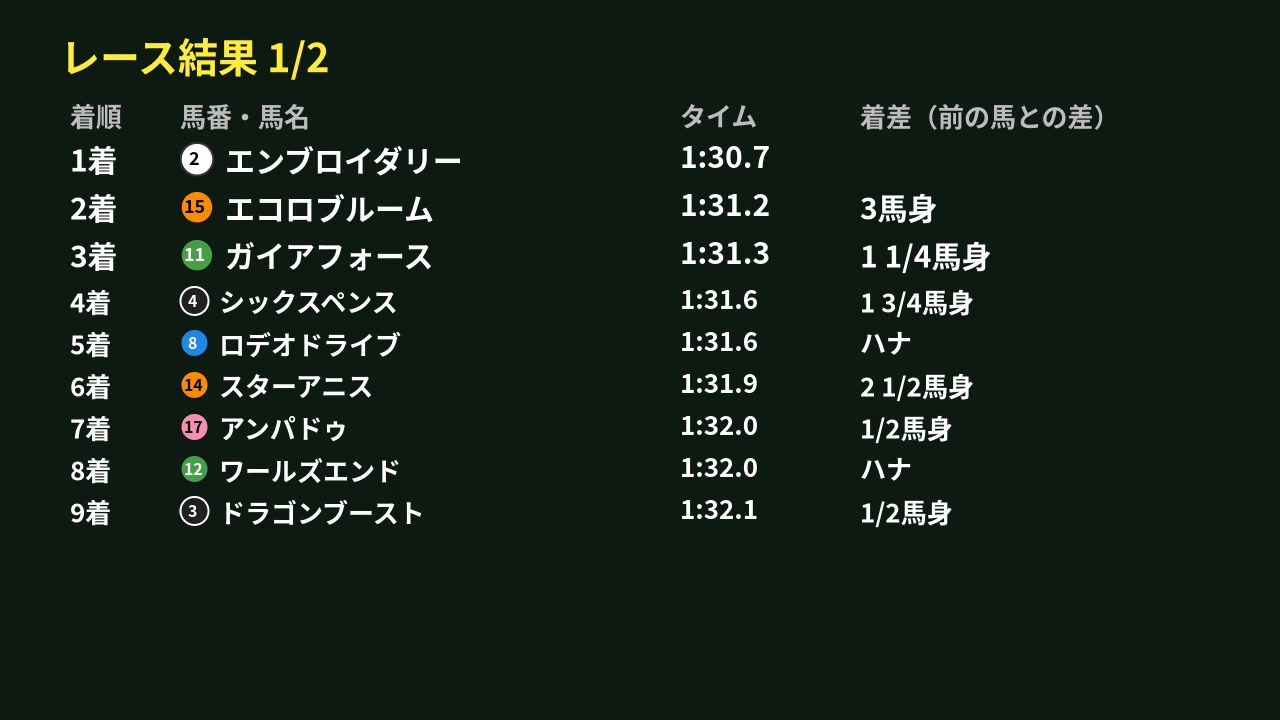 レース結果 1/2
着順 馬番・馬名 タイム 着差（前の馬との差）
1着 2 エンブロイダリー 1:30.7
2着 15 エコロブルーム 1:31.2 3馬身
3着 11 ガイアフォース 1:31.3 1 1/4馬身
4着 4 シックスペンス 1:31.6 1 3/4馬身
5着 8 ロデオドライブ 1:31.6 ハナ
6着 14 スターアニス 1:31.9 2 1/2馬身
7着 17 アンパドゥ 1:32.0 1/2馬身
8着 12 ワールズエンド 1:32.0 ハナ
9着 3 ドラゴンブースト 1:32.1 1/2馬身